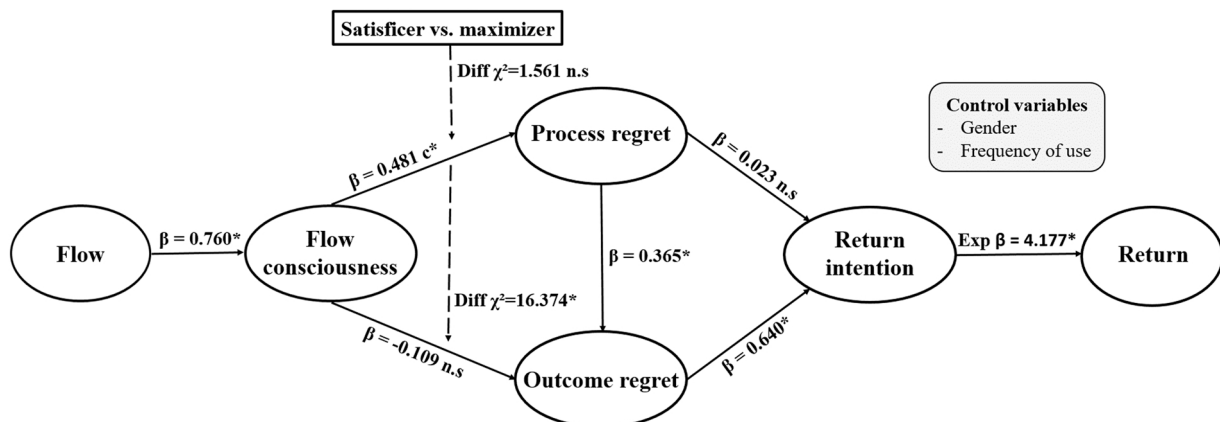 Satisficer vs. maximizer
Diff χ²=1.561 n.s
Control variables
- Gender
- Frequency of use
Process regret
β = 0.481 c*
β = 0.023 n.s
Flow
β = 0.760*
Flow
consciousness
β = 0.365*
Return
intention
Exp β = 4.177*
Return
Diff χ²=16.374*
β = -0.109 n.s
β = 0.640*
Outcome regret